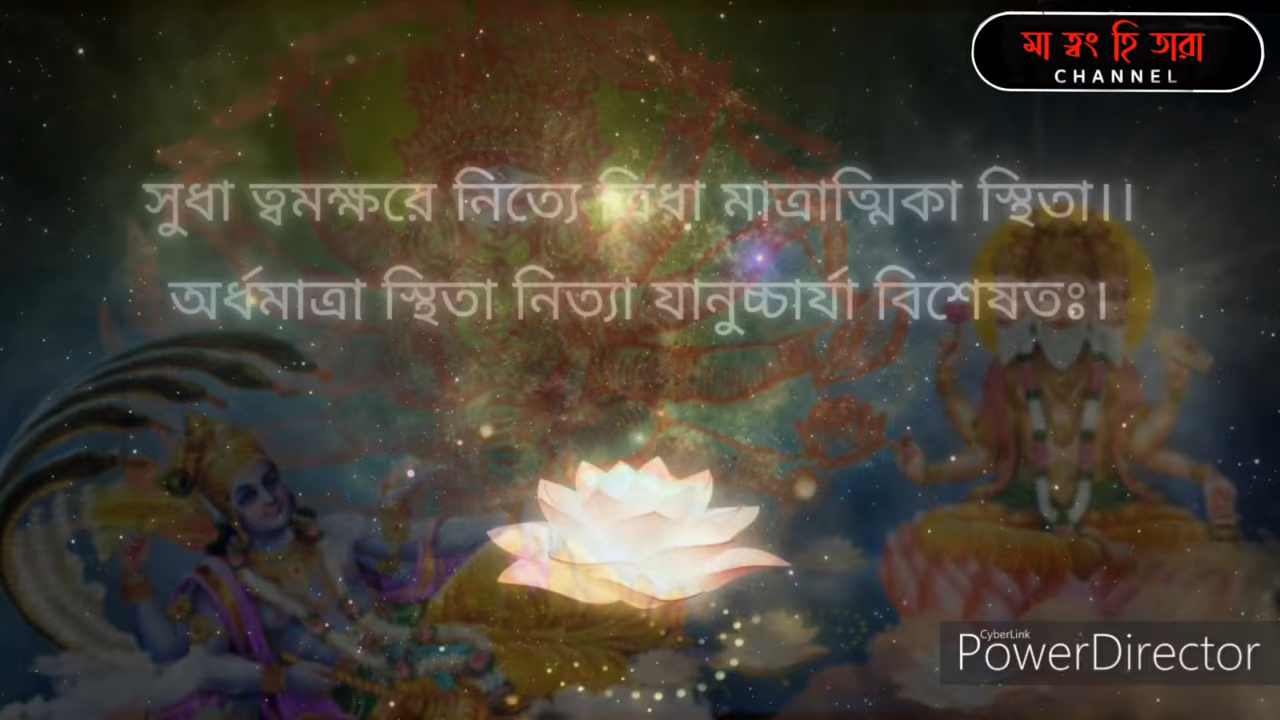 মা ত্বং হি তারা
CHANNEL
সুধা ত্বমক্ষরে নিত্যে ত্রিধা মাত্রাত্মিকা স্থিতা।।
অর্ধমাত্রা স্থিতা নিত্যা যানুচ্চার্যা বিশেষতঃ।
CyberLink
PowerDirector